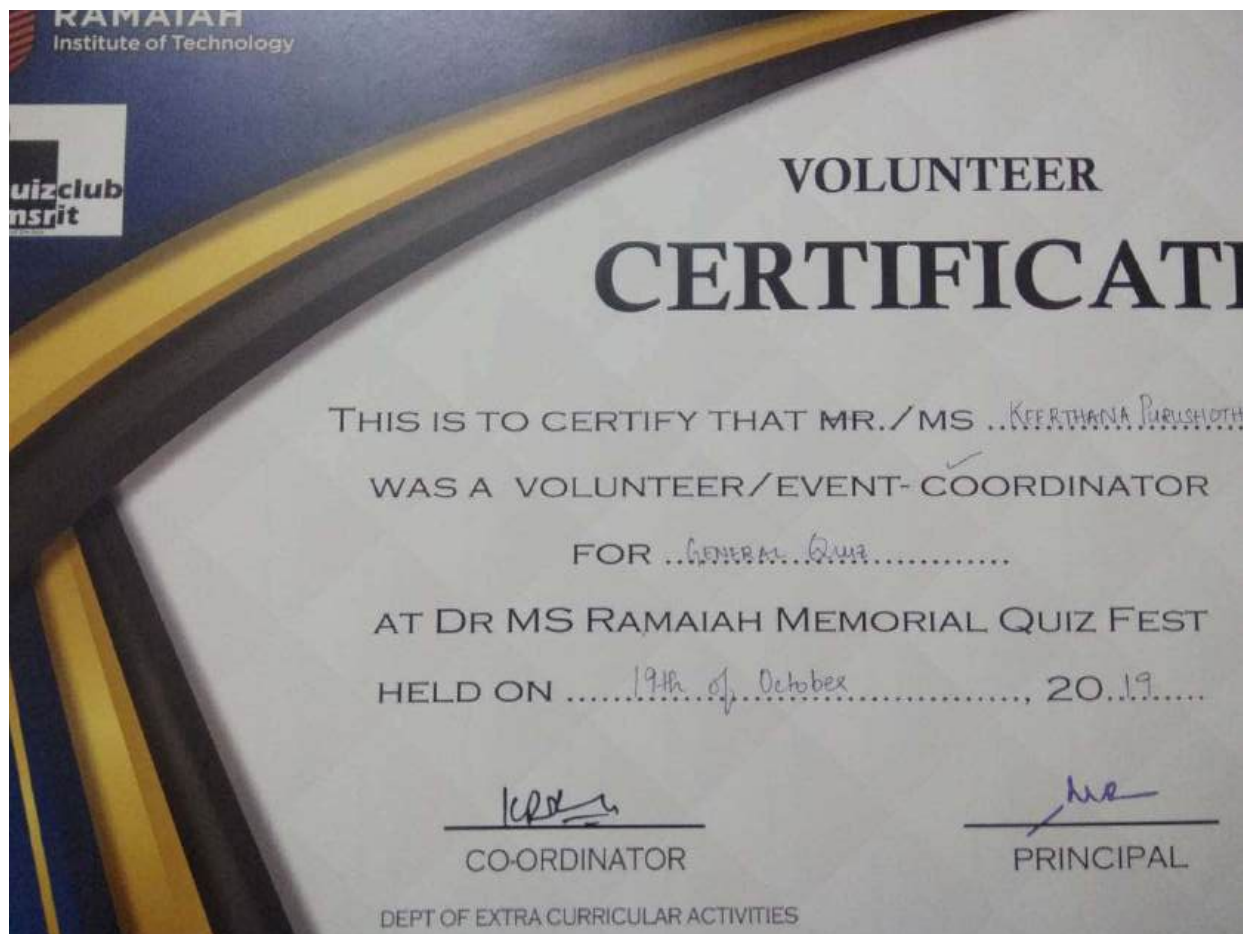 RAMAIAH
Institute of Technology
uizclub
msrit
VOLUNTEER
CERTIFICATE
THIS IS TO CERTIFY THAT MR./MS ..KEERTHANA PURUSHOTH
WAS A VOLUNTEER/EVENT-COORDINATOR
FOR ..GENERAL QUIZ..............
AT DR MS RAMAIAH MEMORIAL QUIZ FEST
HELD ON ......19th of October................, 20..19.....
CO-ORDINATOR
PRINCIPAL
DEPT OF EXTRA CURRICULAR ACTIVITIES